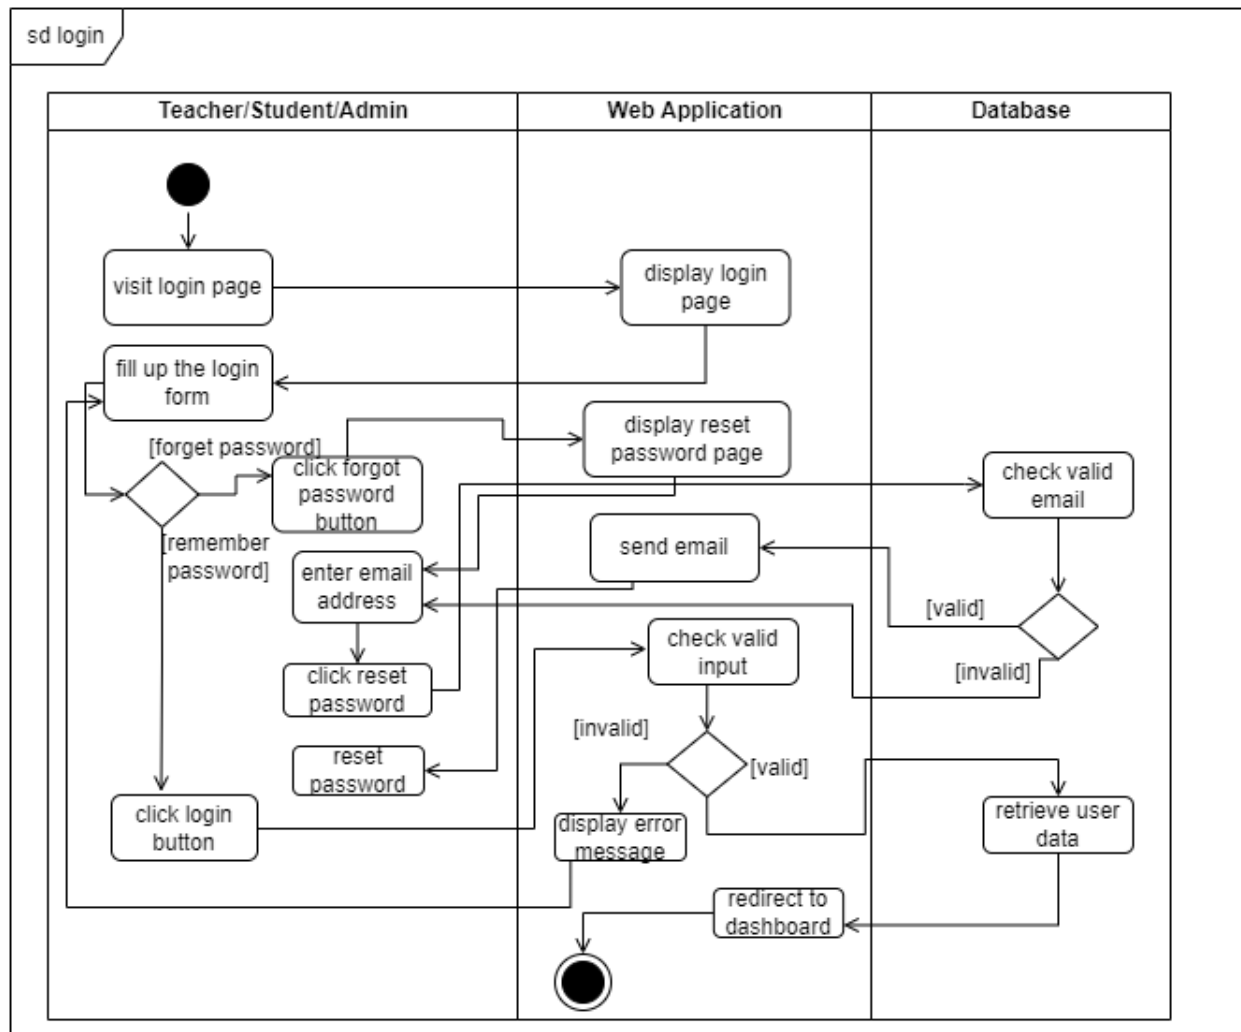 sd login
Teacher/Student/Admin
Web Application
Database
visit login page
display login
page
fill up the login
form
[forget password]
click forgot
password
button
display reset
password page
check valid
email
[remember
password]
enter email
address
send email
[valid]
[invalid]
check valid
input
click reset
password
[invalid]
[valid]
reset
password
click login
button
display error
message
retrieve user
data
redirect to
dashboard